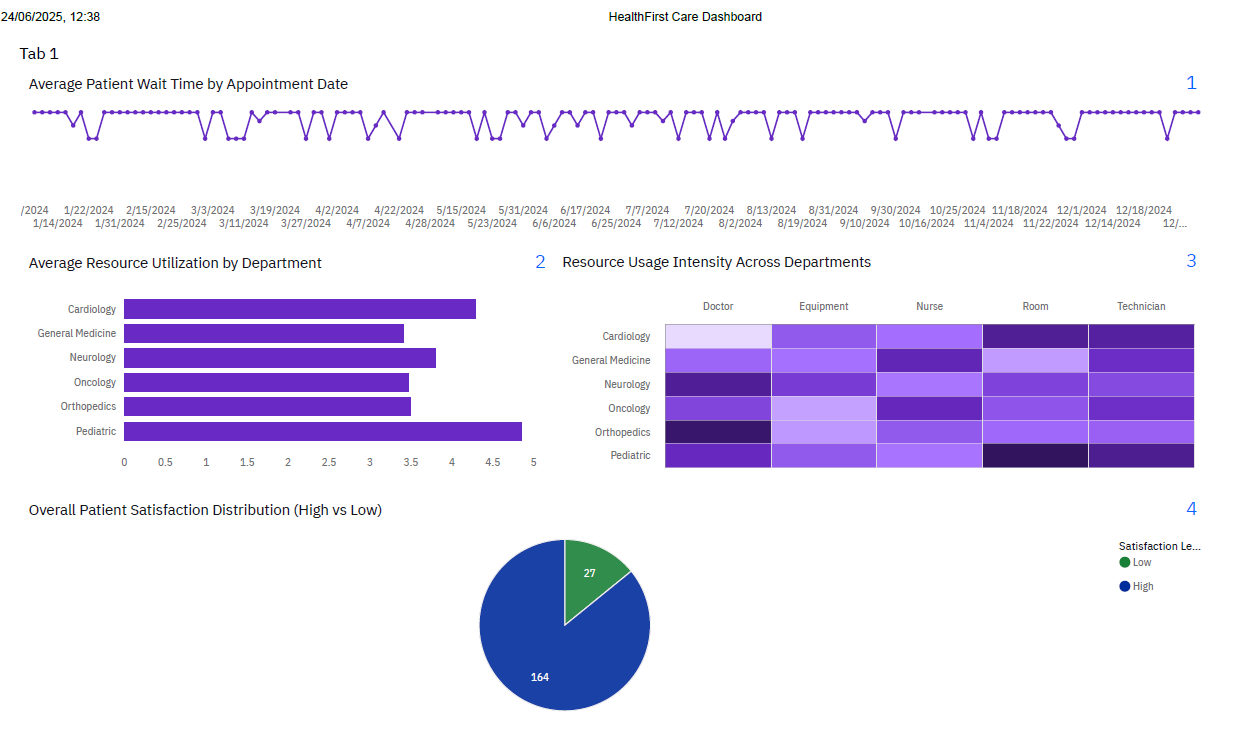 24/06/2025, 12:38 HealthFirst Care Dashboard
Tab 1
Average Patient Wait Time by Appointment Date 1
/2024 1/22/2024 2/15/2024 3/3/2024 3/19/2024 4/2/2024 4/22/2024 5/15/2024 5/31/2024 6/17/2024 7/7/2024 7/20/2024 8/13/2024 8/31/2024 9/30/2024 10/25/2024 11/18/2024 12/1/2024 12/18/2024
1/14/2024 1/31/2024 2/25/2024 3/11/2024 3/27/2024 4/7/2024 4/28/2024 5/23/2024 6/6/2024 6/25/2024 7/12/2024 8/2/2024 8/19/2024 9/10/2024 10/16/2024 11/4/2024 11/22/2024 12/14/2024 12/...
Average Resource Utilization by Department 2
Cardiology
General Medicine
Neurology
Oncology
Orthopedics
Pediatric
0 0.5 1 1.5 2 2.5 3 3.5 4 4.5 5
Resource Usage Intensity Across Departments 3
Doctor Equipment Nurse Room Technician
Cardiology
General Medicine
Neurology
Oncology
Orthopedics
Pediatric
Overall Patient Satisfaction Distribution (High vs Low) 4
27
164
Satisfaction Le...
Low
High